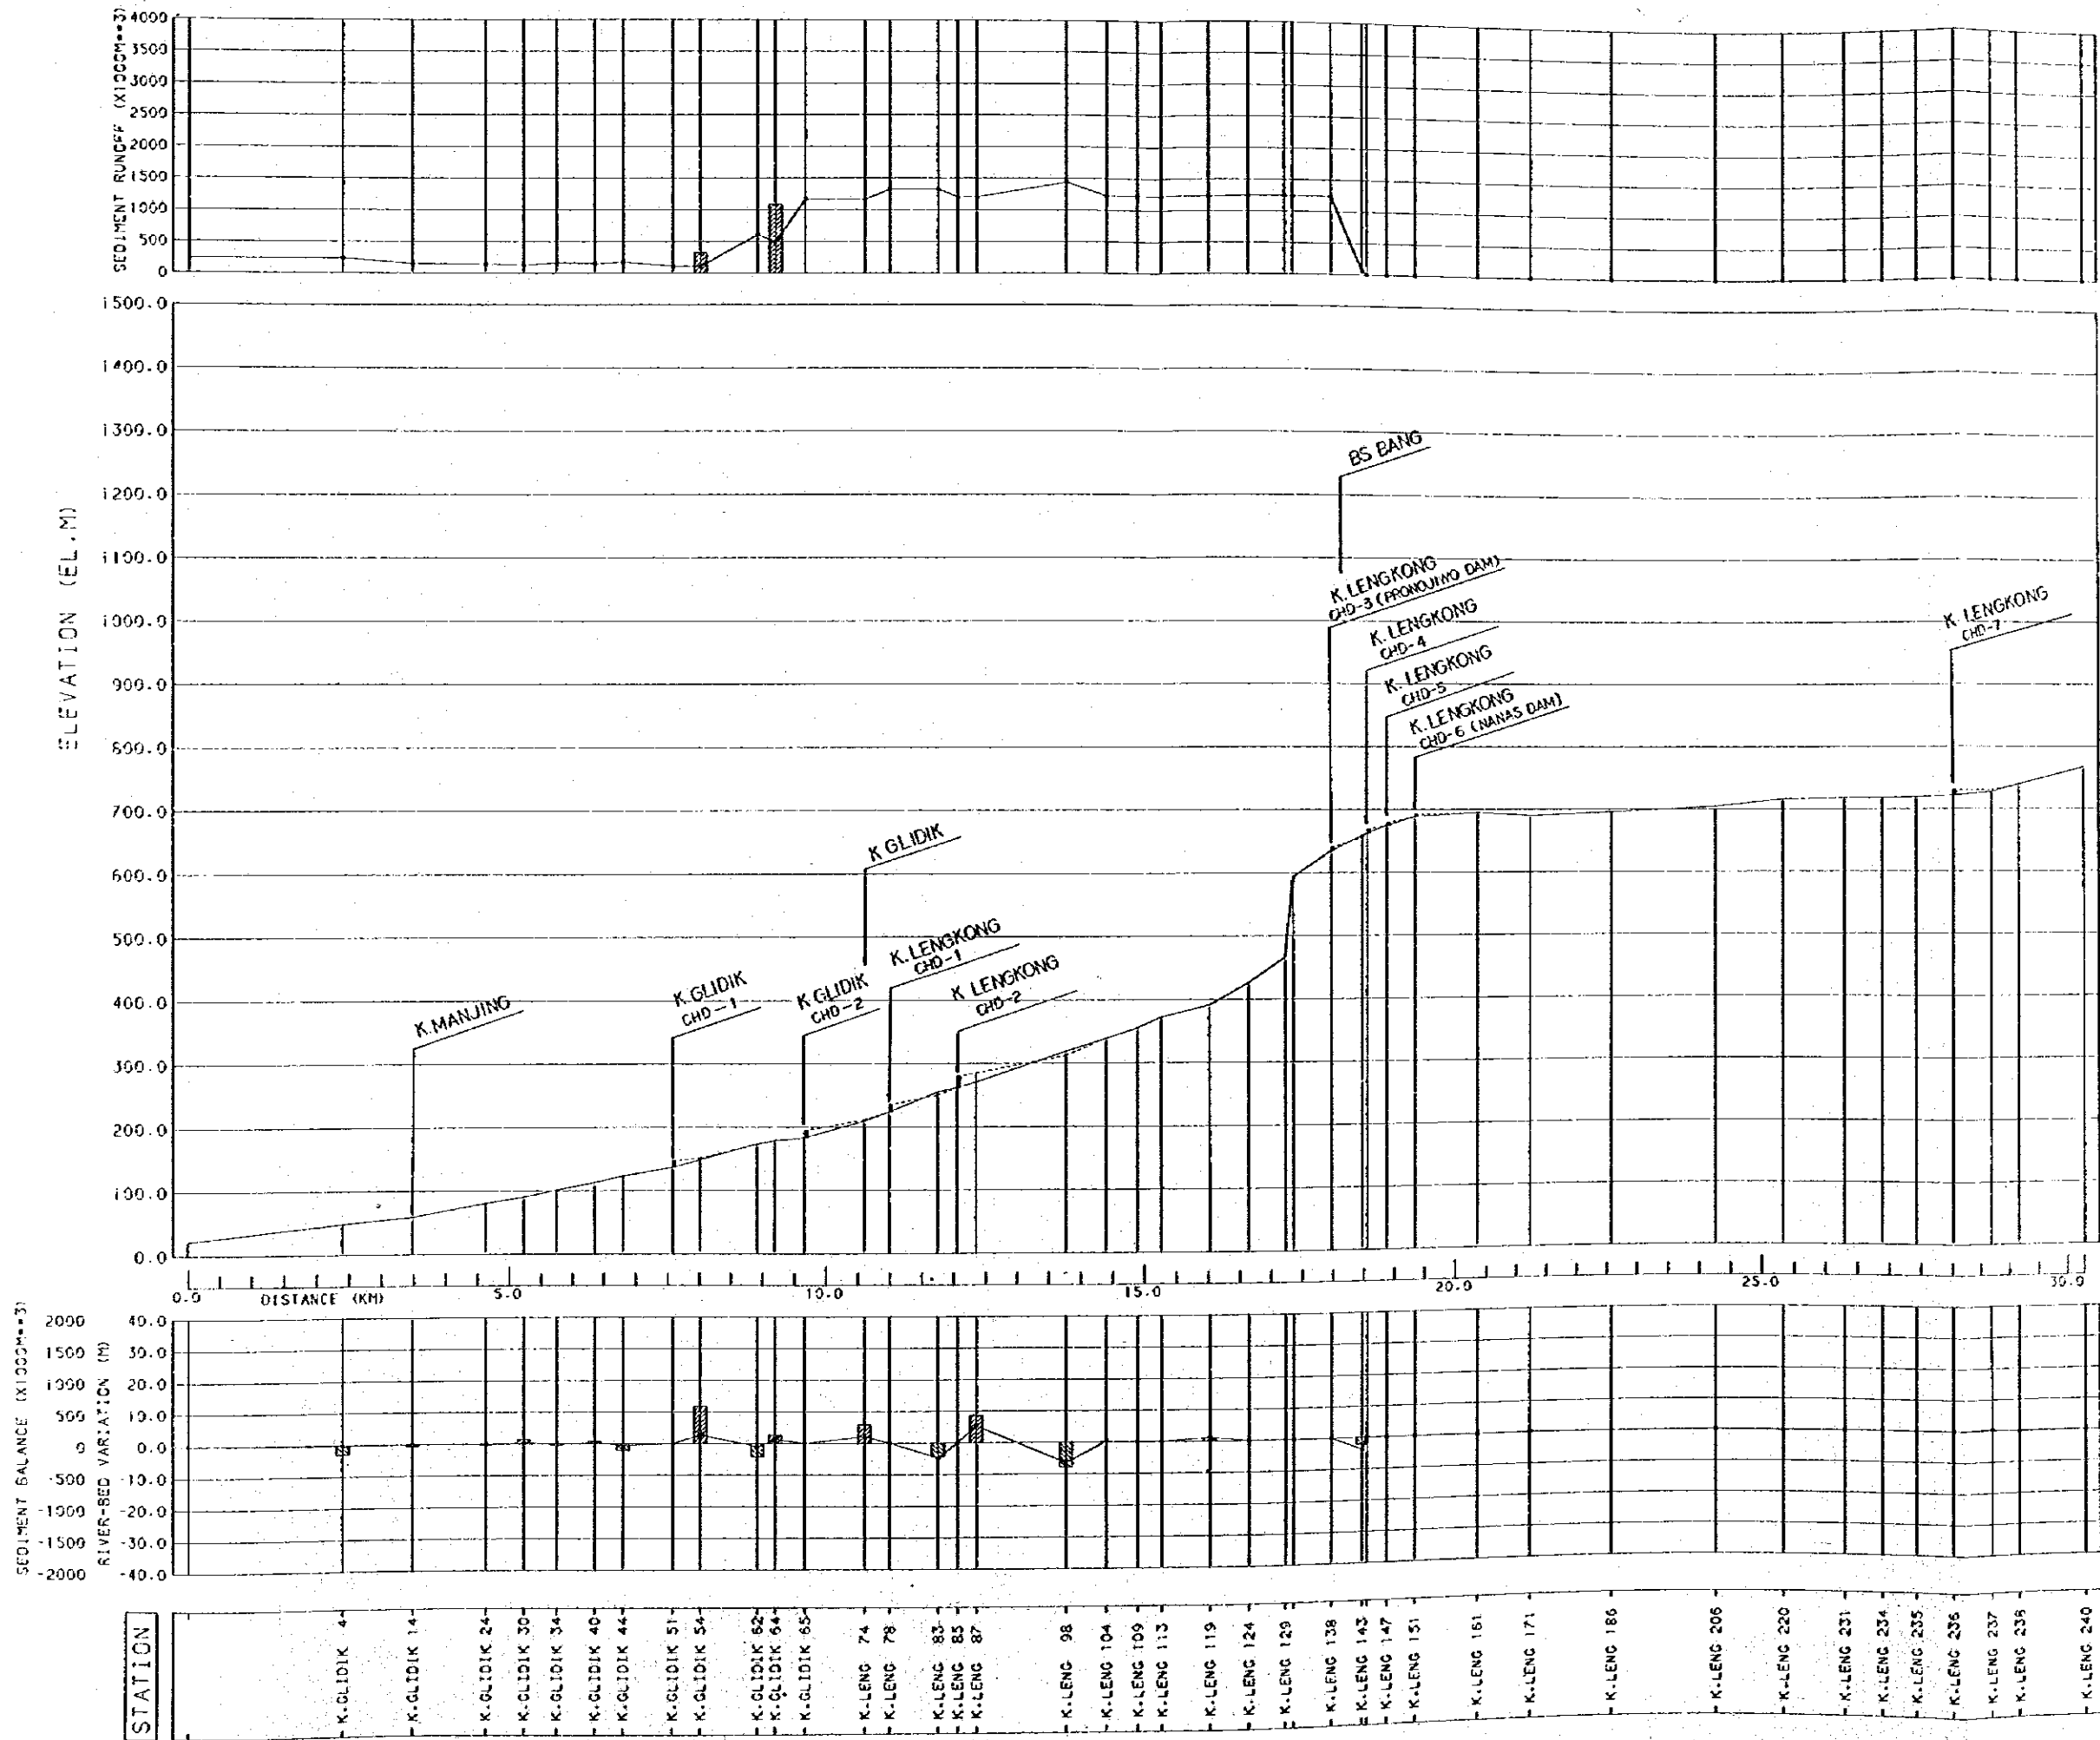 SEDIMENT RUNOFF (X1000M**3)
4000
3500
3000
2500
2000
1500
1000
500
0
ELEVATION (EL.M)
1500.0
1400.0
1300.0
1200.0
1100.0
1000.0
900.0
800.0
700.0
600.0
500.0
400.0
300.0
200.0
100.0
0.0
BS BANG
K.LENGKONG
CHD-3 (PRONOJIWO DAM)
K.LENGKONG
CHD-4
K. LENGKONG
CHD-5
K.LENGKONG
CHD-6 (NANAS DAM)
K. LENGKONG
CHD-7
K GLIDIK
K.LENGKONG
CHD-1
K LENGKONG
CHD-2
K.MANJING
K GLIDIK
CHD-1
K GLIDIK
CHD-2
0.0 5.0 10.0 15.0 20.0 25.0 30.0
DISTANCE (KM)
SEDIMENT BALANCE (X1000M**3)
2000
1500
1000
500
0
-500
-1000
-1500
-2000
RIVER-BED VARIATION (M)
40.0
30.0
20.0
10.0
0.0
-10.0
-20.0
-30.0
-40.0
STATION
K.GLIDIK 4
K.GLIDIK 14
K.GLIDIK 24
K.GLIDIK 30
K.GLIDIK 34
K.GLIDIK 40
K.GLIDIK 44
K.GLIDIK 51
K.GLIDIK 54
K.GLIDIK 62
K.GLIDIK 64
K.GLIDIK 65
K.LENG 74
K.LENG 78
K.LENG 83
K.LENG 85
K.LENG 87
K.LENG 98
K.LENG 104
K.LENG 109
K.LENG 113
K.LENG 119
K.LENG 124
K.LENG 129
K.LENG 138
K.LENG 143
K.LENG 147
K.LENG 151
K.LENG 161
K.LENG 171
K.LENG 186
K.LENG 206
K.LENG 220
K.LENG 231
K.LENG 234
K.LENG 235
K.LENG 236
K.LENG 237
K.LENG 238
K.LENG 240